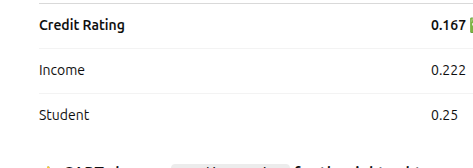 Credit Rating 0.167
Income 0.222
Student 0.25